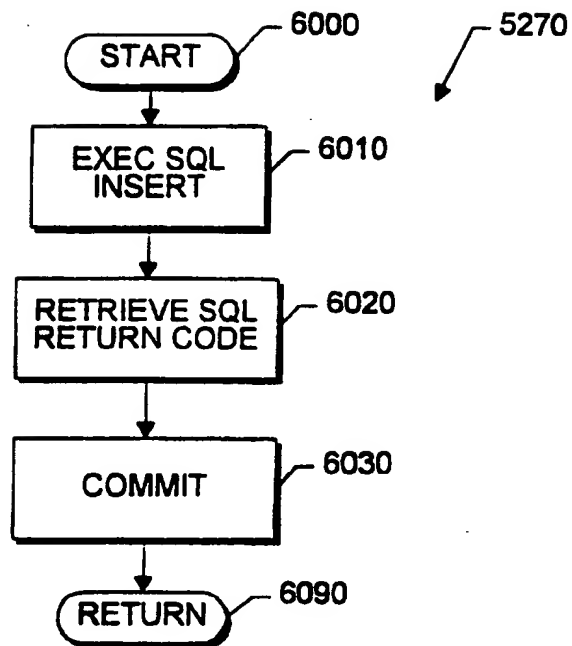 START
6000
5270
EXEC SQL
INSERT
6010
RETRIEVE SQL
RETURN CODE
6020
COMMIT
6030
RETURN
6090